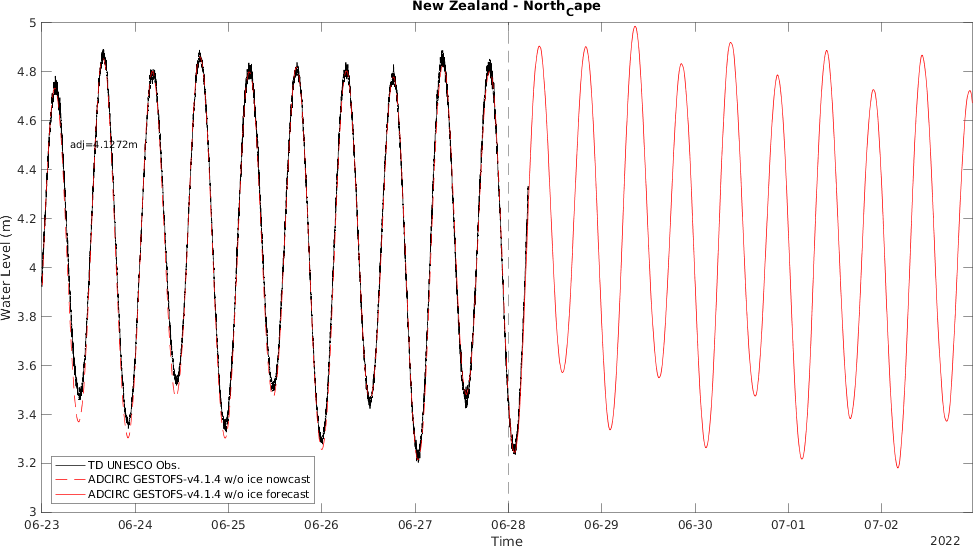 New Zealand - NorthCape
5
4.8
4.6
adj=4.1272m
4.4
4.2
4
3.8
3.6
3.4
3.2
3
Water Level (m)
TD UNESCO Obs.
ADCIRC GESTOFS-v4.1.4 w/o ice nowcast
ADCIRC GESTOFS-v4.1.4 w/o ice forecast
06-23 06-24 06-25 06-26 06-27 06-28 06-29 06-30 07-01 07-02
Time
2022